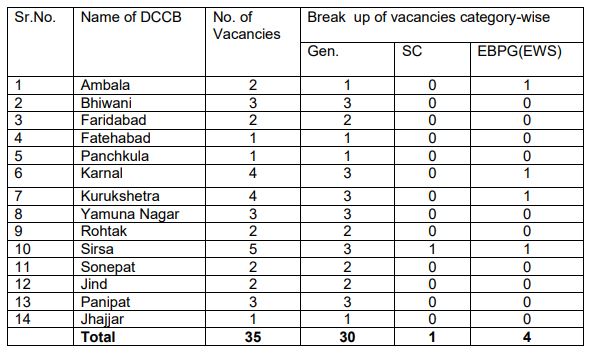 Sr.No. Name of DCCB No. of Vacancies Break up of vacancies category-wise
Gen. SC EBPG(EWS)
1 Ambala 2 1 0 1
2 Bhiwani 3 3 0 0
3 Faridabad 2 2 0 0
4 Fatehabad 1 1 0 0
5 Panchkula 1 1 0 0
6 Karnal 4 3 0 1
7 Kurukshetra 4 3 0 1
8 Yamuna Nagar 3 3 0 0
9 Rohtak 2 2 0 0
10 Sirsa 5 3 1 1
11 Sonepat 2 2 0 0
12 Jind 2 2 0 0
13 Panipat 3 3 0 0
14 Jhajjar 1 1 0 0
Total 35 30 1 4